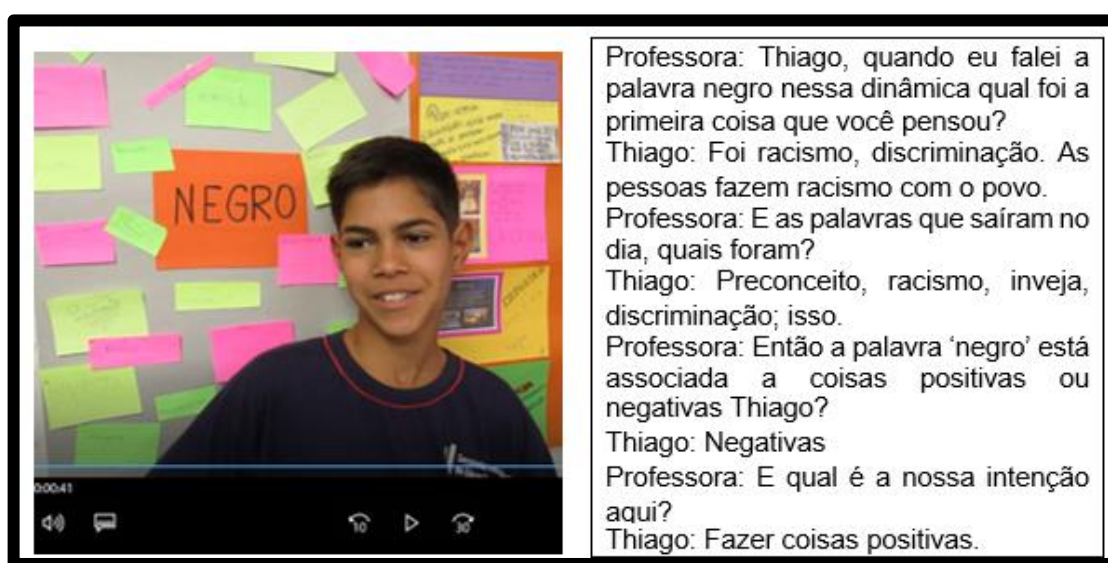 NEGRO
0:00:41
10
30
Professora: Thiago, quando eu falei a
palavra negro nessa dinâmica qual foi a
primeira coisa que você pensou?
Thiago: Foi racismo, discriminação. As
pessoas fazem racismo com o povo.
Professora: E as palavras que saíram no
dia, quais foram?
Thiago: Preconceito, racismo, inveja,
discriminação; isso.
Professora: Então a palavra ‘negro’ está
associada a coisas positivas ou
negativas Thiago?
Thiago: Negativas
Professora: E qual é a nossa intenção
aqui?
Thiago: Fazer coisas positivas.